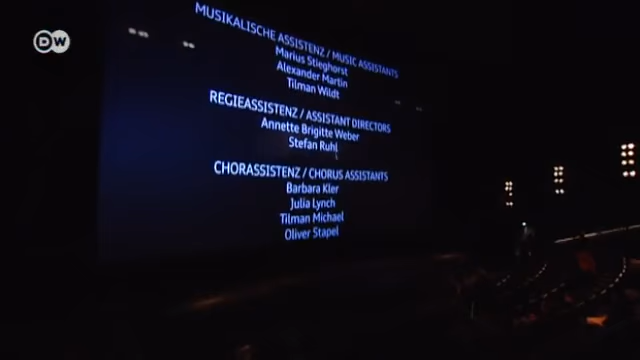 DW
MUSIKALISCHE ASSISTENZ / MUSIC ASSISTANTS
Marius Stieghorst
Alexander Martin
Tilman Wildt
REGIEASSISTENZ / ASSISTANT DIRECTORS
Annette Brigitte Weber
Stefan Ruhl
CHORASSISTENZ / CHORUS ASSISTANTS
Barbara Kler
Julia Lynch
Tilman Michael
Oliver Stapel